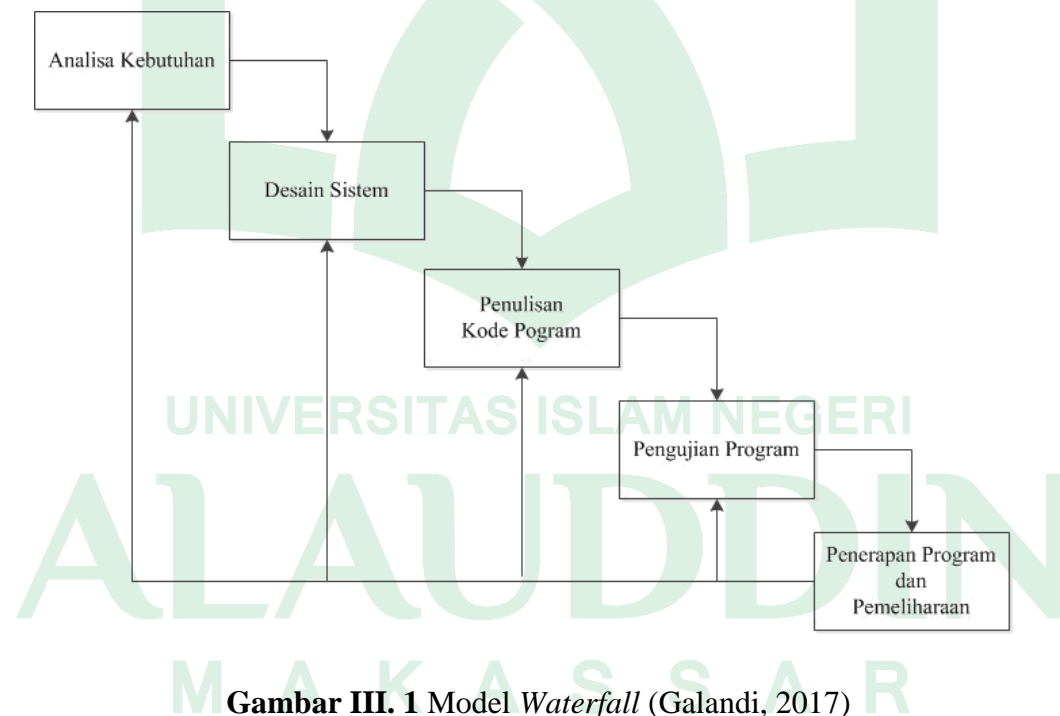 Analisa Kebutuhan
Desain Sistem
Penulisan
Kode Pogram
Pengujian Program
Penerapan Program
dan
Pemeliharaan
UNIVERSITAS ISLAM NEGERI
ALAUDDIN
MAKASSAR
Gambar III. 1 Model Waterfall (Galandi, 2017)